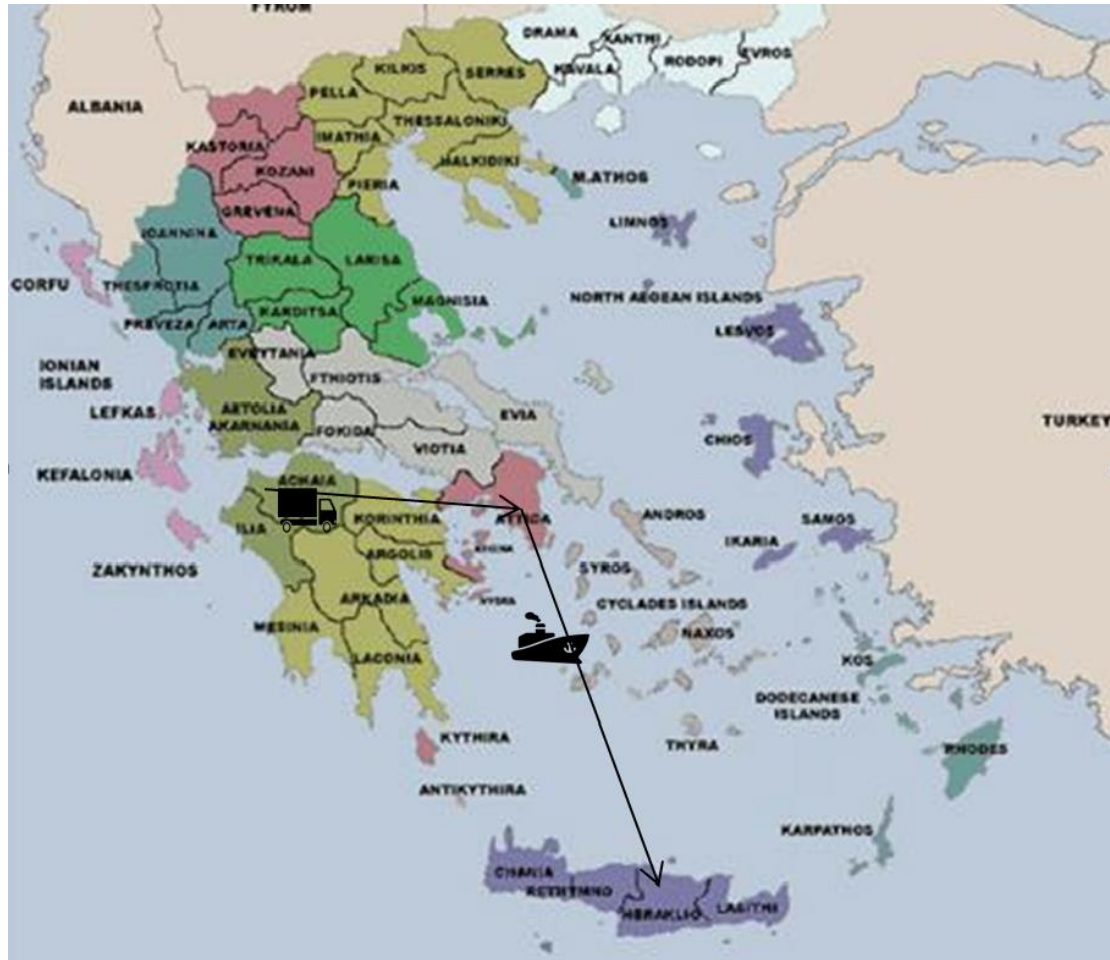 FYROM
DRAMA
XANTHI
EVROS
RODOPI
KAVALA
KILKIS
SERRES
PELLA
ALBANIA
THESSALONIKI
IMATHIA
KASTORIA
HALKIDIKI
KOZANI
M.ATHOS
PIERIA
GREVENA
LIMNOS
IOANNINA
TRIKALA
LARISA
CORFU
THESPROTIA
NORTH AEGEAN ISLANDS
MAGNISIA
KARDITSA
PREVEZA
ARTA
LESVOS
EVRYTANIA
IONIAN
ISLANDS
FTHIOTIS
LEFKAS
AETOLIA
AKARNANIA
EVIA
TURKEY
FOKIDA
VIOTIA
CHIOS
KEFALONIA
ACHAIA
ANDROS
SAMOS
KORINTHIA
ATTICA
ILIA
IKARIA
ARGOLIS
ZAKYNTHOS
SYROS
ARKADIA
CYCLADES ISLANDS
MESINIA
NAXOS
LACONIA
KOS
DODECANESE
ISLANDS
KYTHIRA
THYRA
RHODES
ANTIKYTHIRA
KARPATHOS
CHANIA
RETHYMNO
HERAKLIO
LASITHI